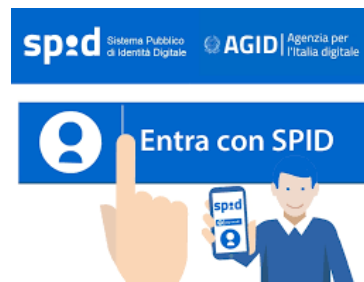 spid Sistema Pubblico di Identità Digitale
AGID Agenzia per l'Italia digitale
Entra con SPID
spid